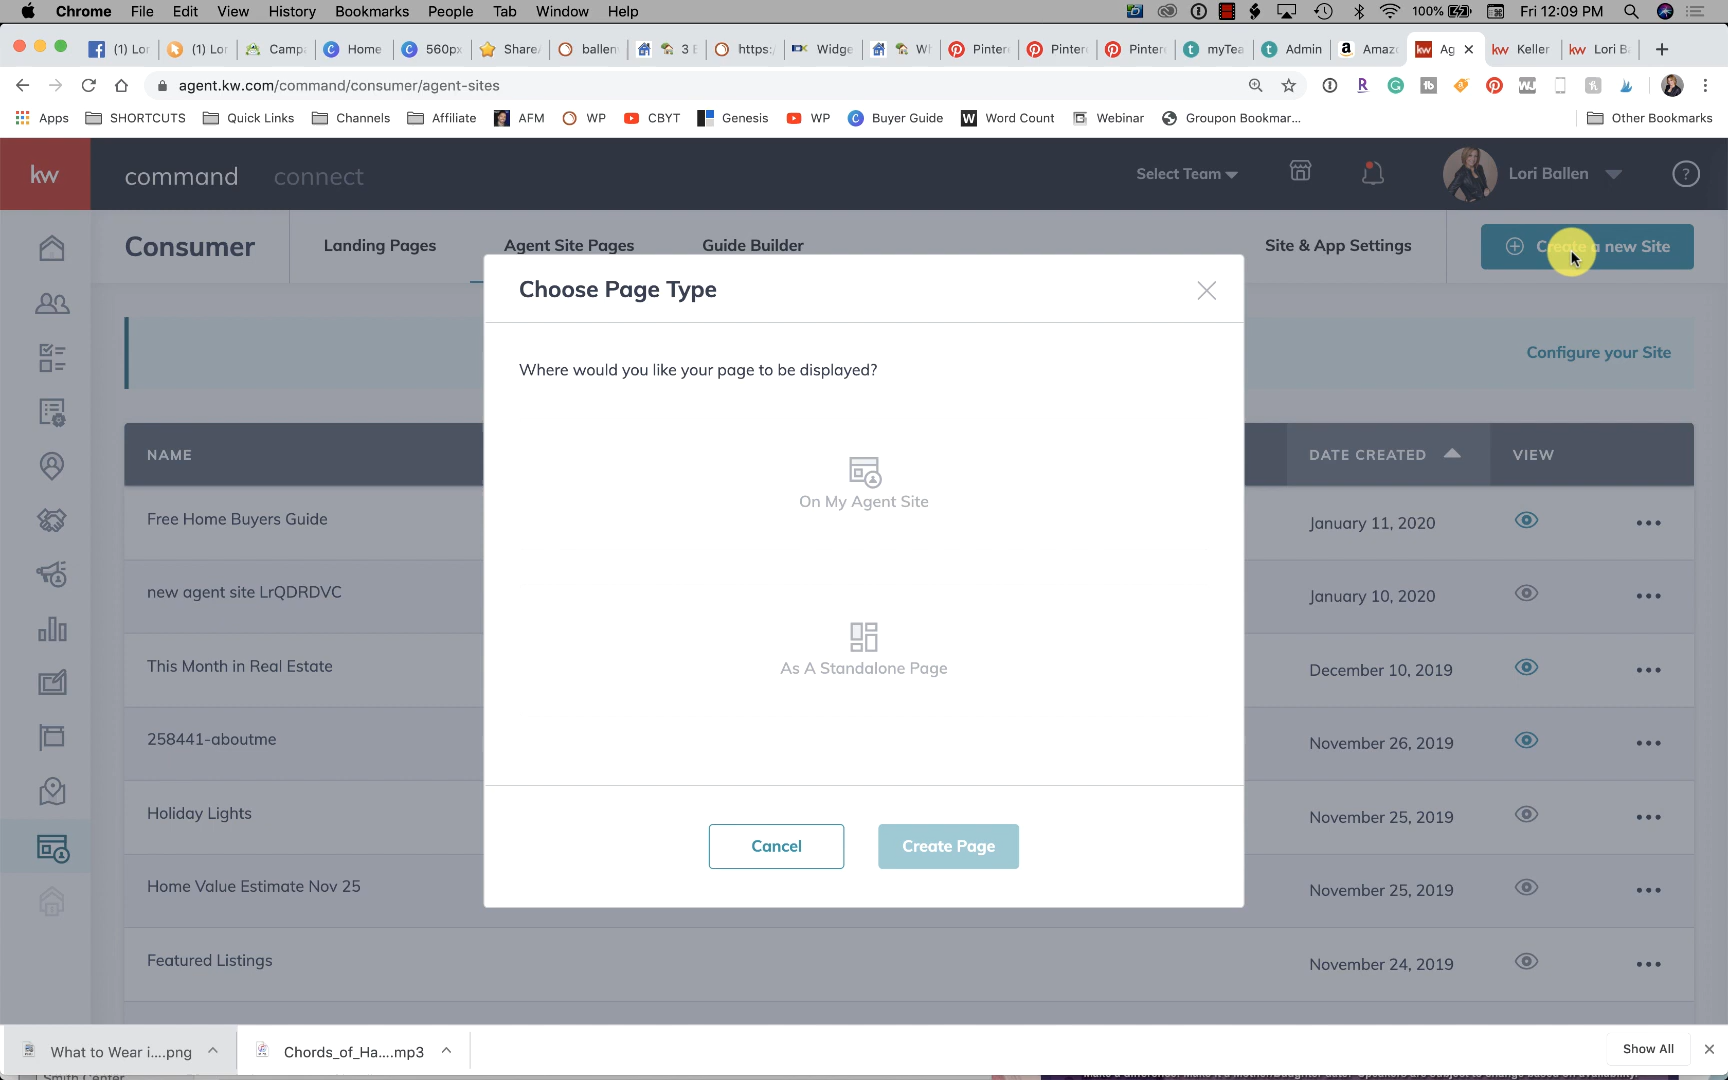 Chrome File Edit View History Bookmarks People Tab Window Help 100% Fri 12:09 PM
(1) Lor (1) Lor Camp Home 560px Share ballen 3 B https:/ Widge Wh Pinter Pinter Pinter myTea Admin Amaz Ag Keller Lori B
agent.kw.com/command/consumer/agent-sites
Apps SHORTCUTS Quick Links Channels Affiliate AFM WP CBYT Genesis WP Buyer Guide Word Count Webinar Groupon Bookmar... Other Bookmarks
kw command connect Select Team Lori Ballen ?
Consumer Landing Pages Agent Site Pages Guide Builder Site & App Settings Create a new Site
Choose Page Type
Configure your Site
Where would you like your page to be displayed?
NAME DATE CREATED VIEW
On My Agent Site
Free Home Buyers Guide January 11, 2020
new agent site LrQDRDVC January 10, 2020
This Month in Real Estate December 10, 2019
As A Standalone Page
258441-aboutme November 26, 2019
Holiday Lights November 25, 2019
Cancel Create Page
Home Value Estimate Nov 25 November 25, 2019
Featured Listings November 24, 2019
What to Wear i....png Chords_of_Ha....mp3 Show All
Smith Center